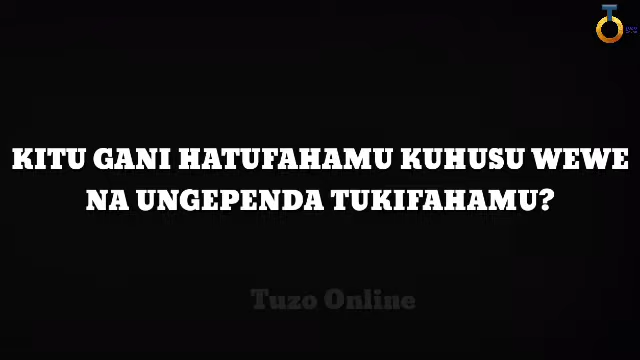 KITU GANI HATUFAHAMU KUHUSU WEWE
NA UNGEPENDA TUKIFAHAMU?
Tuzo Online